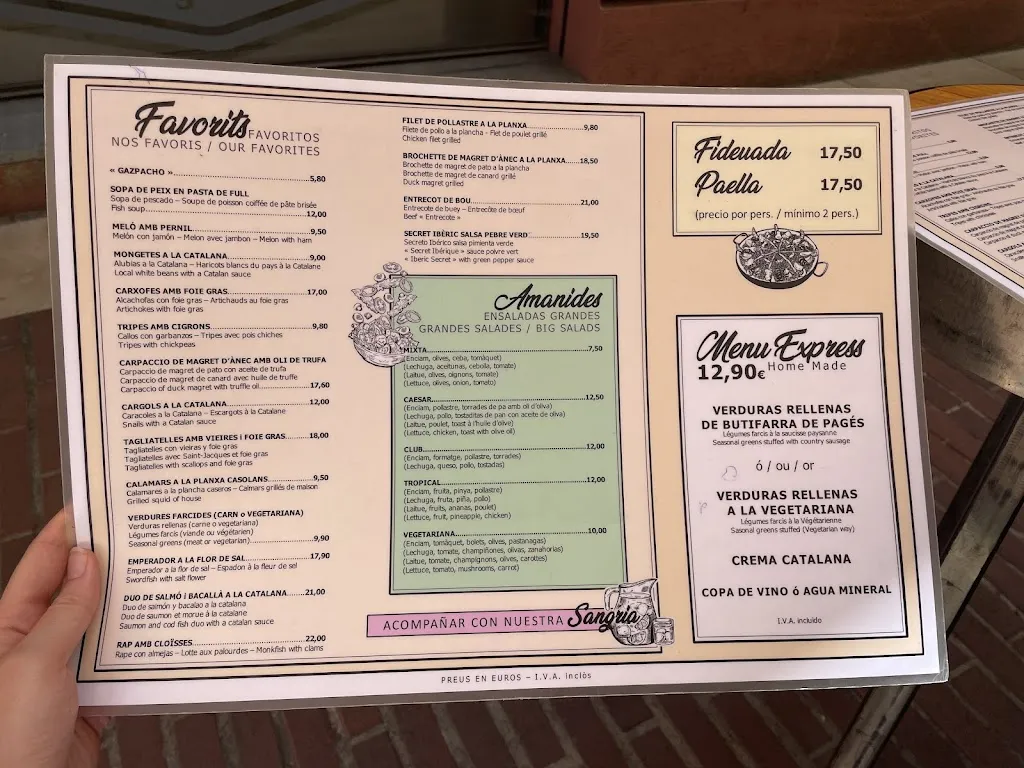 Favorits FAVORITOS
NOS FAVORIS / OUR FAVORITES
« GAZPACHO » 5,80
SOPA DE PEIX EN PASTA DE FULL
Sopa de pescado – Soupe de poisson coiffée de pâte brisée
Fish soup 12,00
MELÒ AMB PERNIL 9,50
Melón con jamón – Melon avec jambon – Melon with ham
MONGETES A LA CATALANA 9,00
Alubias a la Catalana – Haricots blancs du pays à la Catalane
Local white beans with a Catalan sauce
CARXOFES AMB FOIE GRAS 17,00
Alcachofas con foie gras – Artichauds au foie gras
Artichokes with foie gras
TRIPES AMB CIGRONS 9,80
Callos con garbanzos – Tripes avec pois chiches
Tripes with chickpeas
CARPACCIO DE MAGRET D'ÀNEC AMB OLI DE TRUFA
Carpaccio de magret de pato con aceite de trufa
Carpaccio de magret de canard avec huile de truffe
Carpaccio of duck magret with truffle oil 17,60
CARGOLS A LA CATALANA 12,00
Caracoles a la Catalana – Escargots à la Catalane
Snails with a Catalan sauce
TAGLIATELLES AMB VIEIRES i FOIE GRAS 18,00
Tagliatelles con vieiras y foie gras
Tagliatelles avec Saint-Jacques et foie gras
Tagliatelles with scallops and foie gras
CALAMARS A LA PLANXA CASOLANS 9,50
Calamares a la plancha caseros – Calmars grillés de maison
Grilled squid of house
VERDURES FARCIDES (CARN o VEGETARIANA)
Verduras rellenas (carne o vegetariana)
Légumes farcis (viande ou végétérien)
Seasonal greens (meat or vegetarian) 9,90
EMPERADOR A LA FLOR DE SAL 17,90
Emperador a la flor de sal – Espadon à la fleur de sel
Swordfish with salt flower
DUO DE SALMÓ i BACALLÀ A LA CATALANA 21,00
Duo de salmón y bacalao a la catalana
Duo de saumon et morue à la catalane
Saumon and cod fish duo with a catalan sauce
RAP AMB CLOÏSSES 22,00
Rape con almejas – Lotte aux palourdes – Monkfish with clams
FILET DE POLLASTRE A LA PLANXA 9,80
Filete de pollo a la plancha - Filet de poulet grillé
Chicken filet grilled
BROCHETTE DE MAGRET D'ÀNEC A LA PLANXA 18,50
Brochette de magret de pato a la plancha
Brochette de magret de canard grillé
Duck magret grilled
ENTRECOT DE BOU 21,00
Entrecote de buey – Entrecôte de bœuf
Beef « Entrecote »
SECRET IBÈRIC SALSA PEBRE VERD 19,50
Secreto Ibérico salsa pimienta verde
« Secret Ibérique » sauce poivre vert
« Iberic Secret » with green pepper sauce
Amanides
ENSALADAS GRANDES
GRANDES SALADES / BIG SALADS
MIXTA 7,50
(Enciam, olives, ceba, tomàquet)
(Lechuga, aceitunas, cebolla, tomate)
(Laitue, olives, oignons, tomate)
(Lettuce, olives, onion, tomato)
CAESAR 12,50
(Enciam, pollastre, torrades de pa amb oli d'oliva)
(Lechuga, pollo, tostaditas de pan con aceite de oliva)
(Laitue, poulet, toast à l'huile d'olive)
(Lettuce, chicken, toast with olive oil)
CLUB 12,00
(Enciam, formatge, pollastre, torrades)
(Lechuga, queso, pollo, tostadas)
TROPICAL 12,00
(Enciam, fruita, pinya, pollastre)
(Lechuga, fruta, piña, pollo)
(Laitue, fruits, ananas, poulet)
(Lettuce, fruit, pineapple, chicken)
VEGETARIANA 10,00
(Enciam, tomàquet, bolets, olives, pastanagas)
(Lechuga, tomate, champiñones, olivas, zanahorias)
(Laitue, tomate, champignons, olives, carottes)
(Lettuce, tomato, mushrooms, carrot)
ACOMPAÑAR CON NUESTRA Sangria
Fideuada 17,50
Paella 17,50
(precio por pers. / mínimo 2 pers.)
Menu Express
12,90€ Home Made
VERDURAS RELLENAS
DE BUTIFARRA DE PAGÉS
Légumes farcis à la saucisse paysanne
Seasonal greens stuffed with country sausage
ó / ou / or
VERDURAS RELLENAS
A LA VEGETARIANA
Légumes farcis à la Végétarienne
Sasonal greens stuffed (Vegetarian way)
CREMA CATALANA
COPA DE VINO ó AGUA MINERAL
I.V.A. incluido
PREUS EN EUROS – I.V.A. inclòs